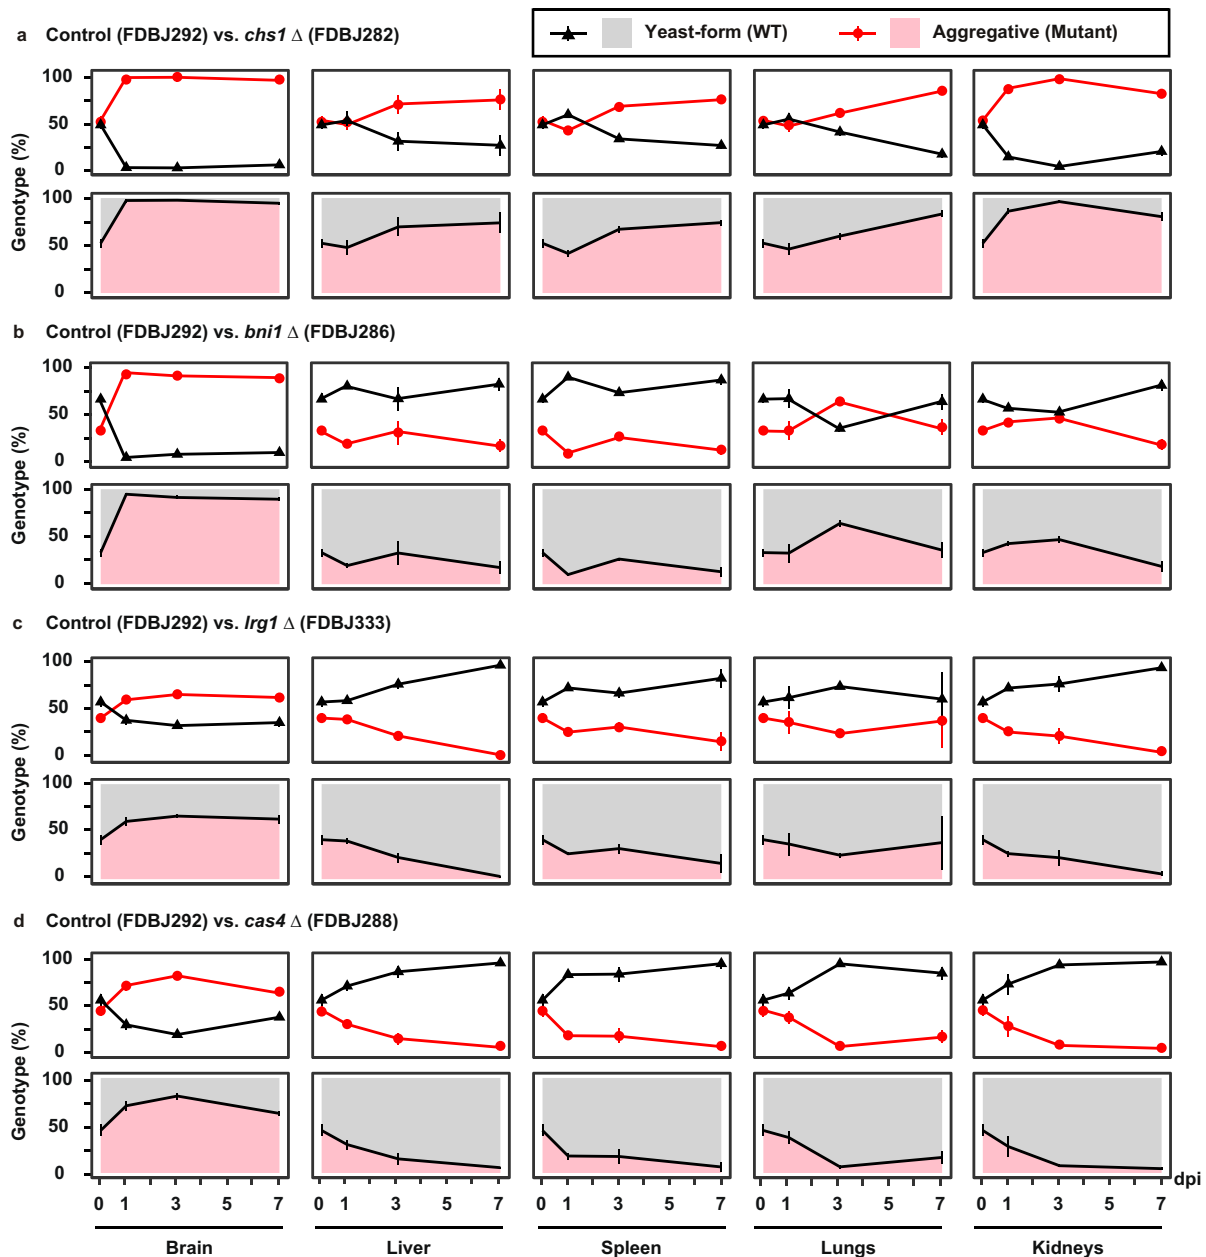 a Control (FDBJ292) vs. chs1 Δ (FDBJ282)
Yeast-form (WT) Aggregative (Mutant)
100
50
0
Genotype (%)
100
50
0
b Control (FDBJ292) vs. bni1 Δ (FDBJ286)
100
50
0
Genotype (%)
100
50
0
c Control (FDBJ292) vs. lrg1 Δ (FDBJ333)
100
50
0
Genotype (%)
100
50
0
d Control (FDBJ292) vs. cas4 Δ (FDBJ288)
100
50
0
Genotype (%)
100
50
0
dpi
0 1 3 5 7 0 1 3 5 7 0 1 3 5 7 0 1 3 5 7 0 1 3 5 7
Brain Liver Spleen Lungs Kidneys